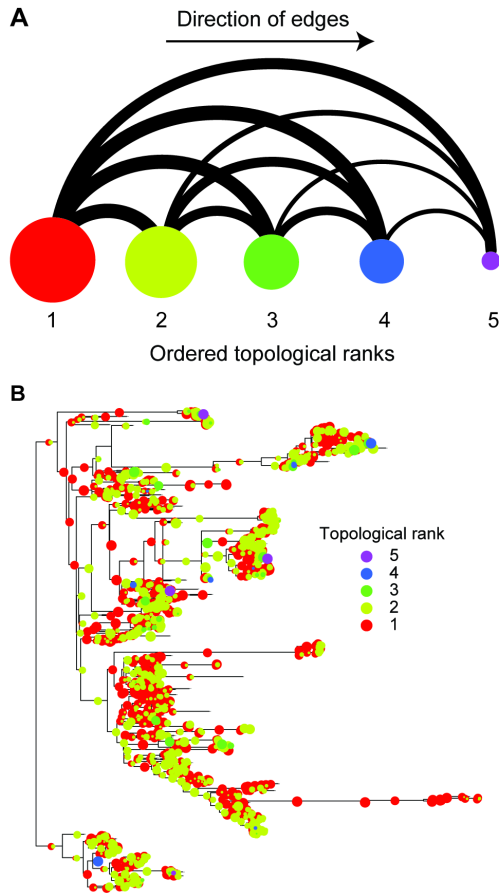 A
Direction of edges
1 2 3 4 5
Ordered topological ranks
B
Topological rank
5
4
3
2
1